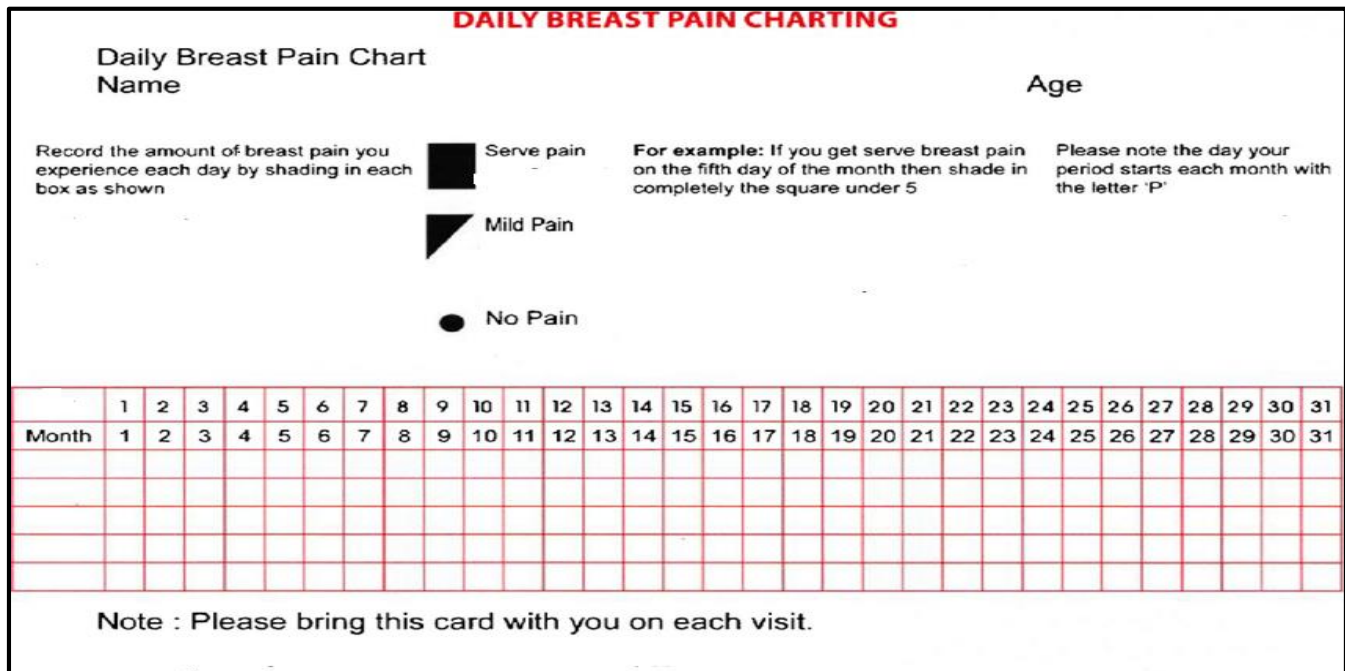 DAILY BREAST PAIN CHARTING
Daily Breast Pain Chart
Name
Age
Record the amount of breast pain you
experience each day by shading in each
box as shown
Serve pain
Mild Pain
No Pain
For example: If you get serve breast pain
on the fifth day of the month then shade in
completely the square under 5
Please note the day your
period starts each month with
the letter 'P'
1 2 3 4 5 6 7 8 9 10 11 12 13 14 15 16 17 18 19 20 21 22 23 24 25 26 27 28 29 30 31
Month 1 2 3 4 5 6 7 8 9 10 11 12 13 14 15 16 17 18 19 20 21 22 23 24 25 26 27 28 29 30 31
Note : Please bring this card with you on each visit.